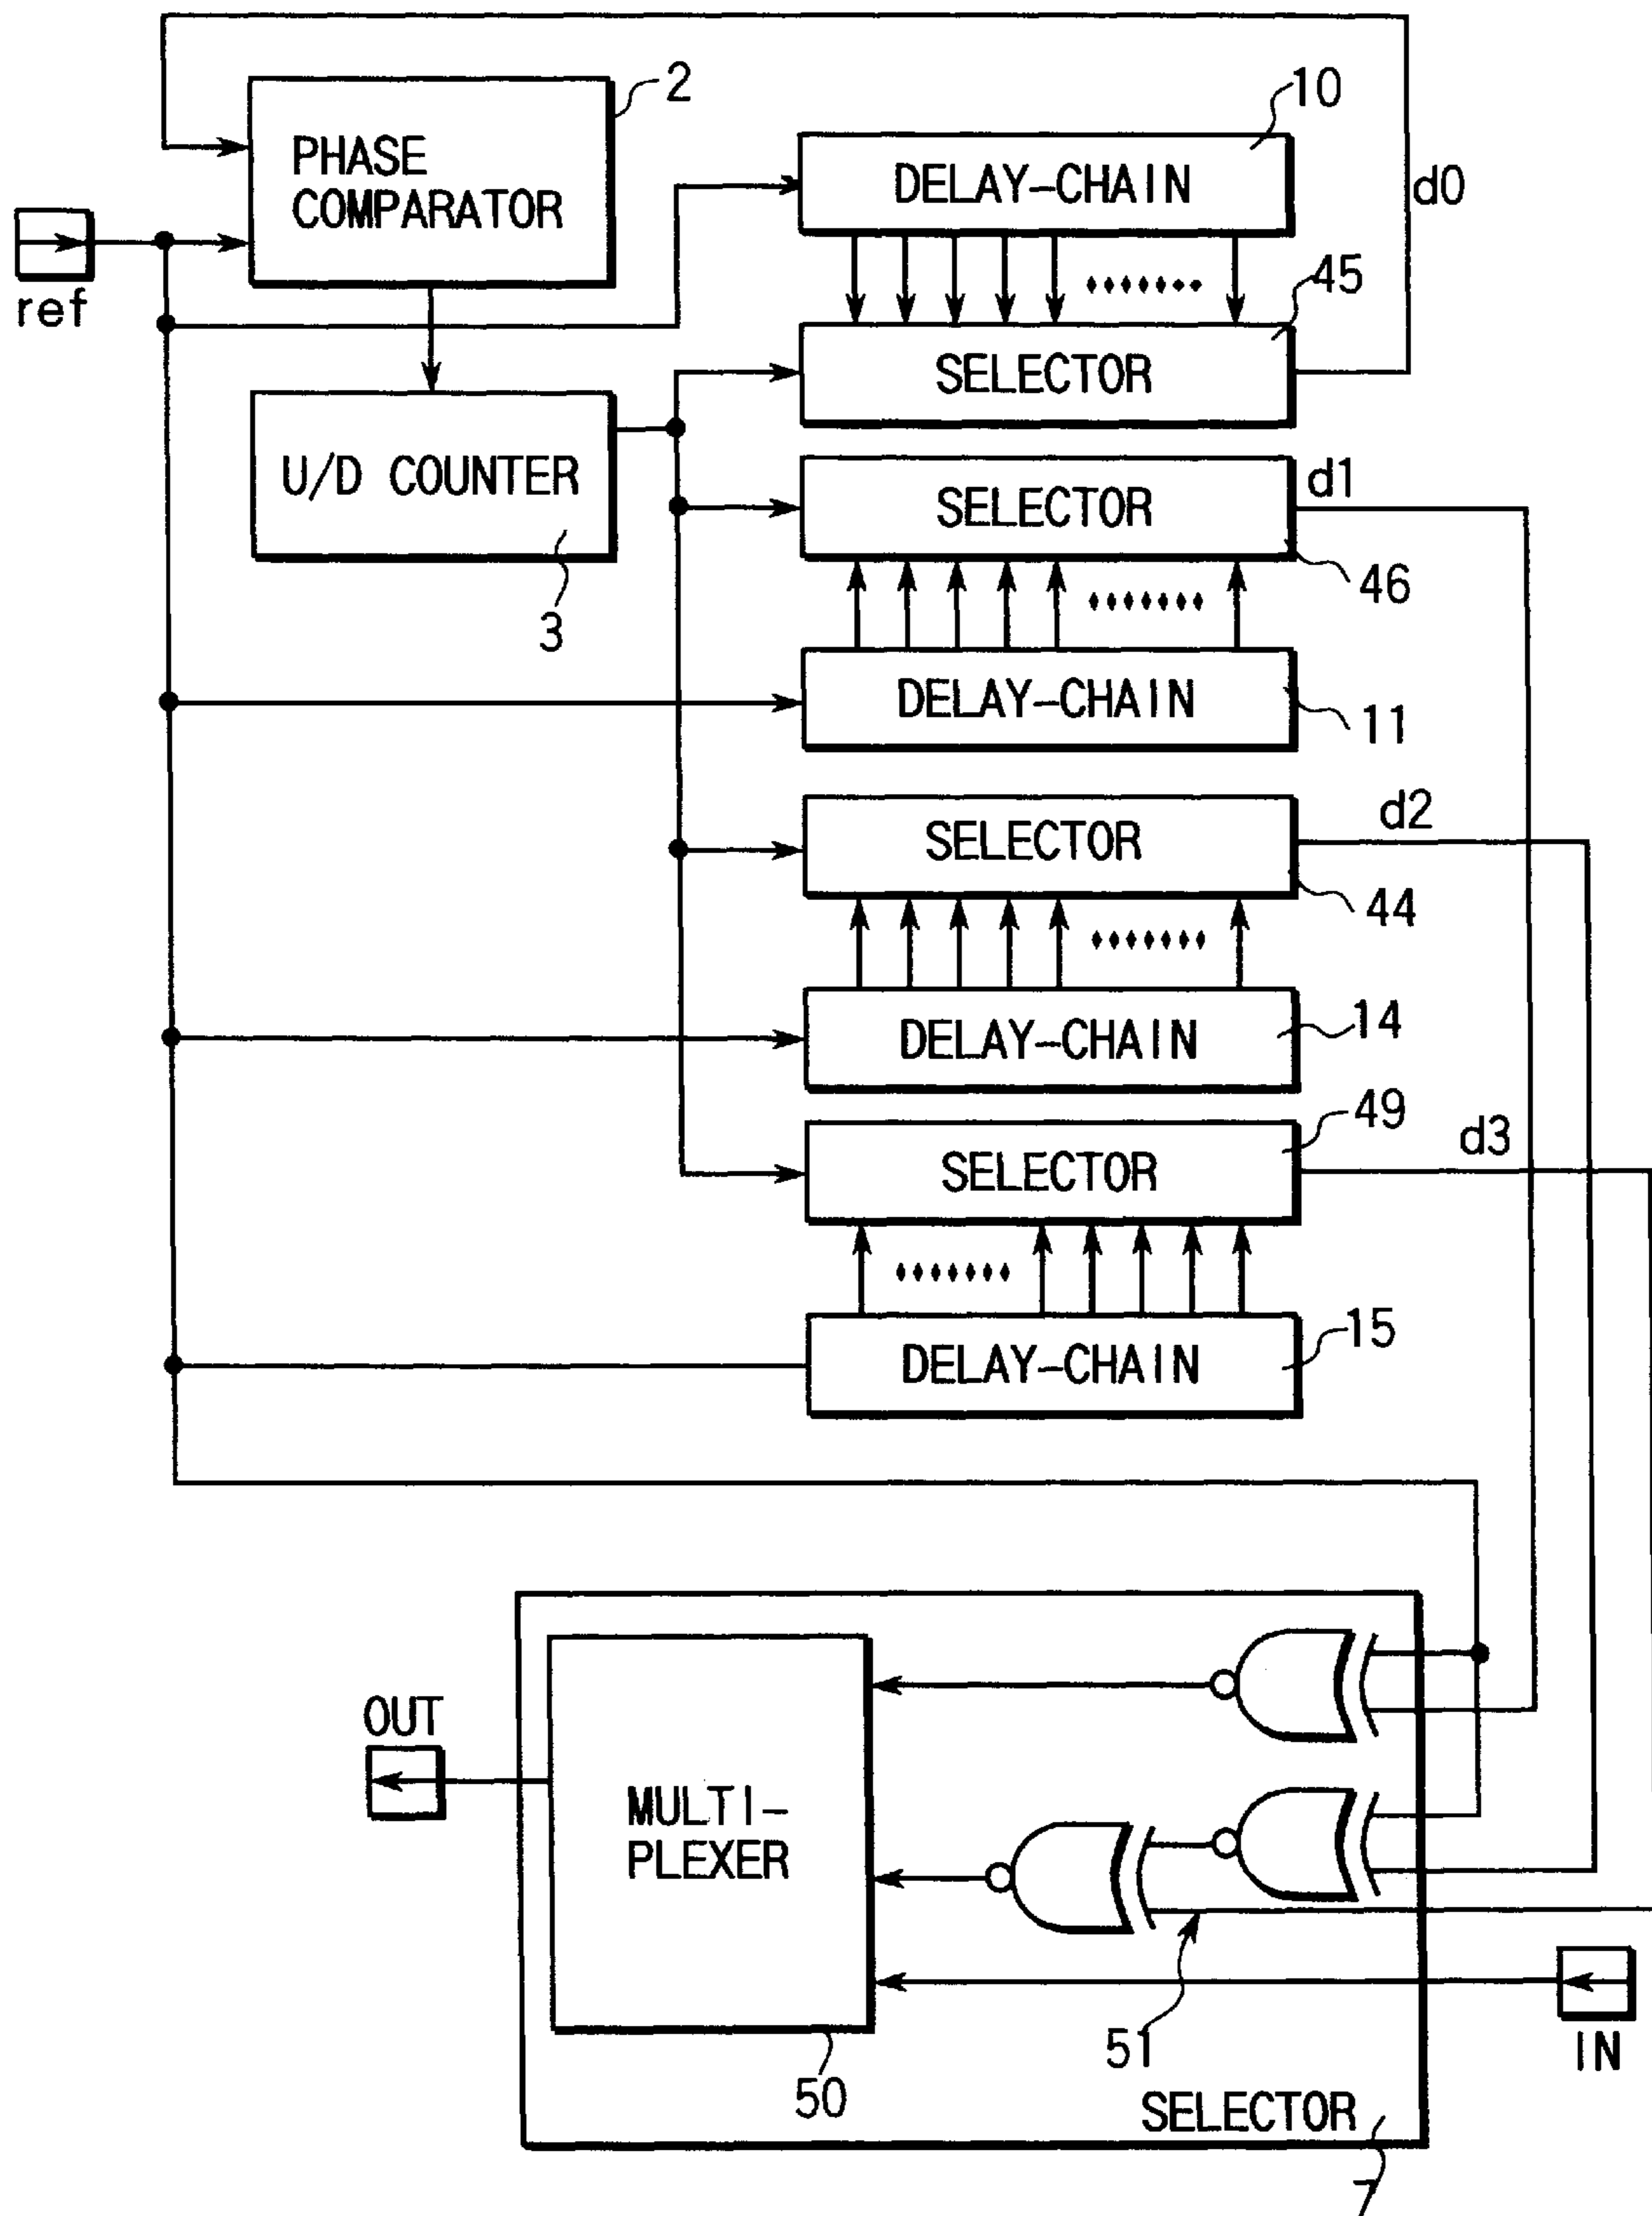 2
PHASE
COMPARATOR
10
DELAY-CHAIN
d0
ref
45
SELECTOR
U/D COUNTER
3
d1
SELECTOR
46
DELAY-CHAIN
11
d2
SELECTOR
44
DELAY-CHAIN
14
49
d3
SELECTOR
15
DELAY-CHAIN
OUT
MULTI-
PLEXER
51
IN
50
SELECTOR
7